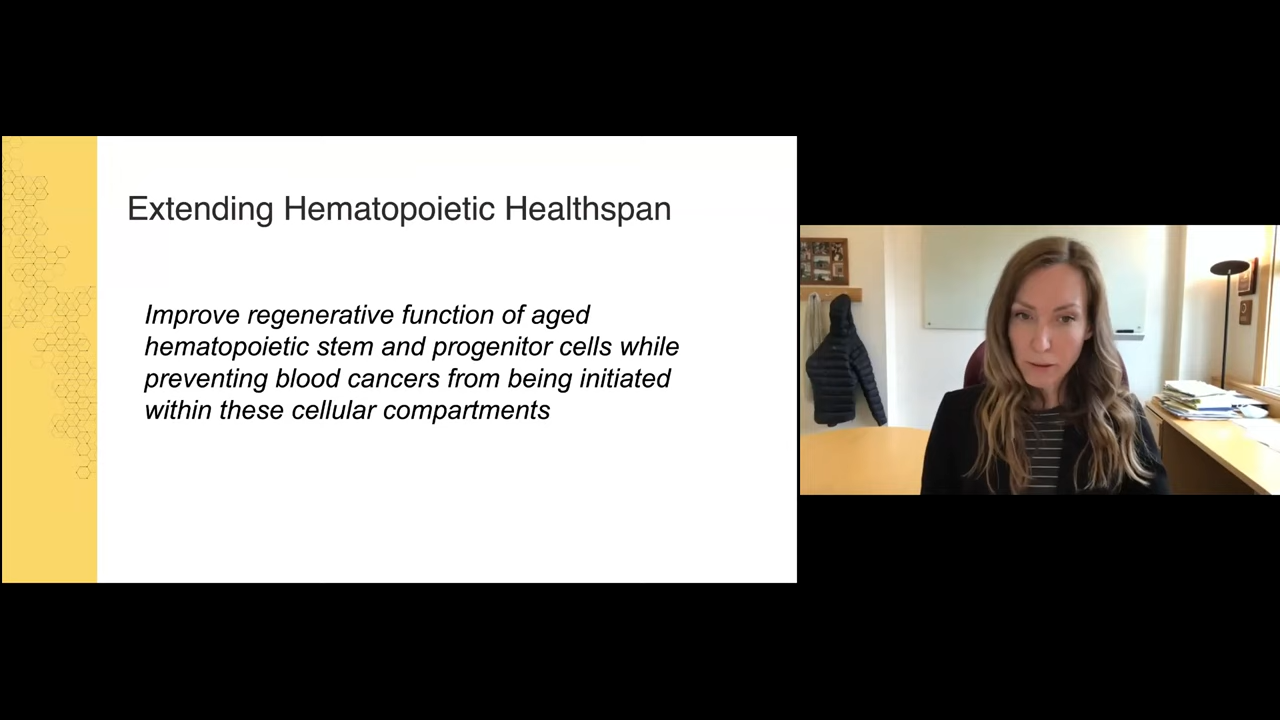 Extending Hematopoietic Healthspan
Improve regenerative function of aged
hematopoietic stem and progenitor cells while
preventing blood cancers from being initiated
within these cellular compartments